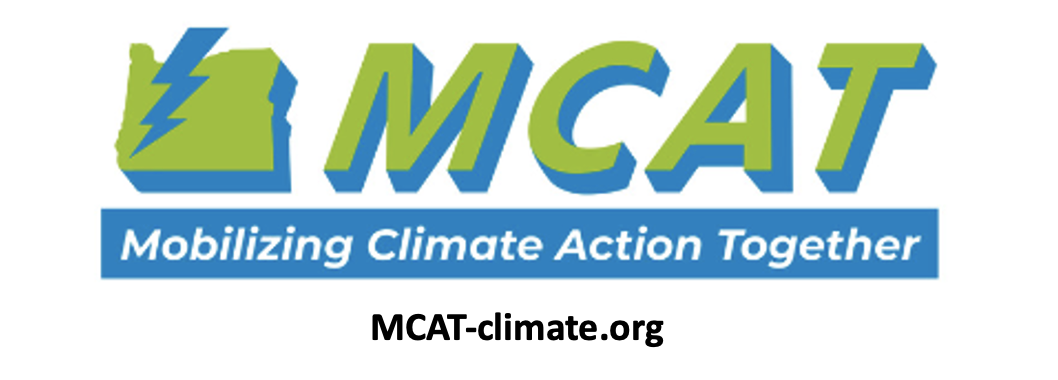 MCAT
Mobilizing Climate Action Together
MCAT-climate.org